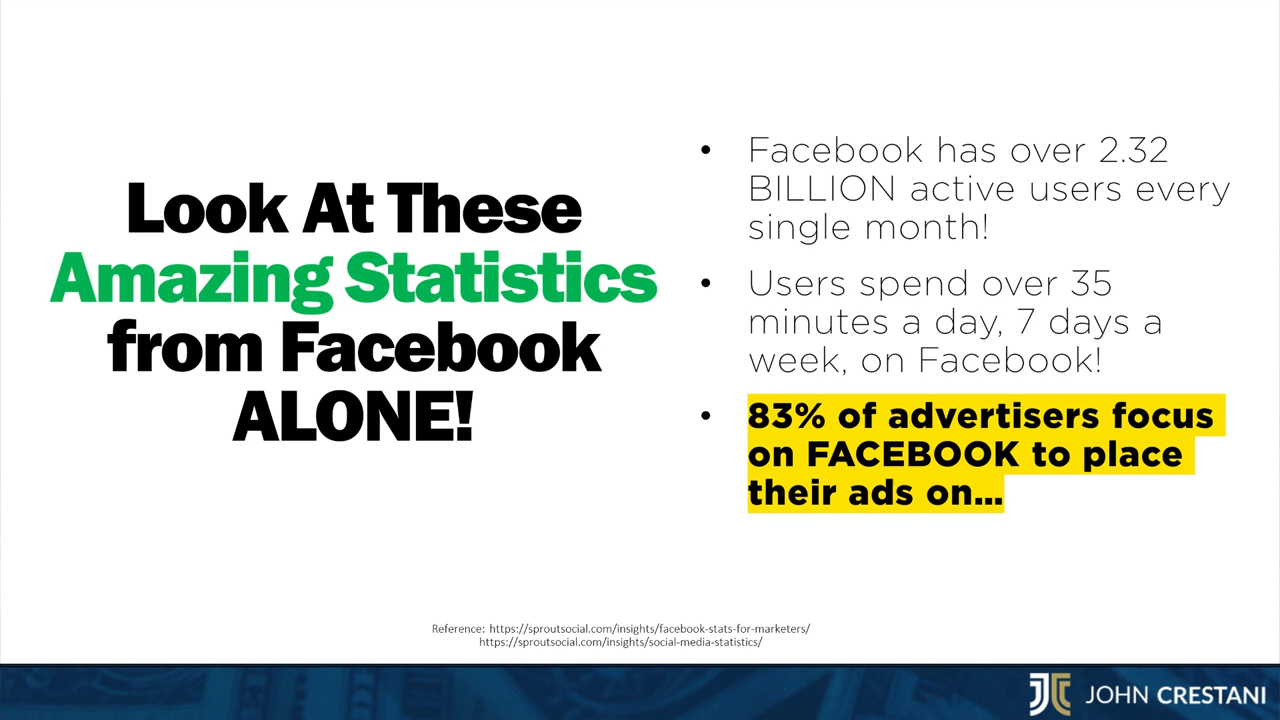 Look At These
Amazing Statistics
from Facebook
ALONE!
• Facebook has over 2.32
BILLION active users every
single month!
• Users spend over 35
minutes a day, 7 days a
week, on Facebook!
• 83% of advertisers focus
on FACEBOOK to place
their ads on...
Reference: https://sproutsocial.com/insights/facebook-stats-for-marketers/
https://sproutsocial.com/insights/social-media-statistics/
JC JOHN CRESTANI